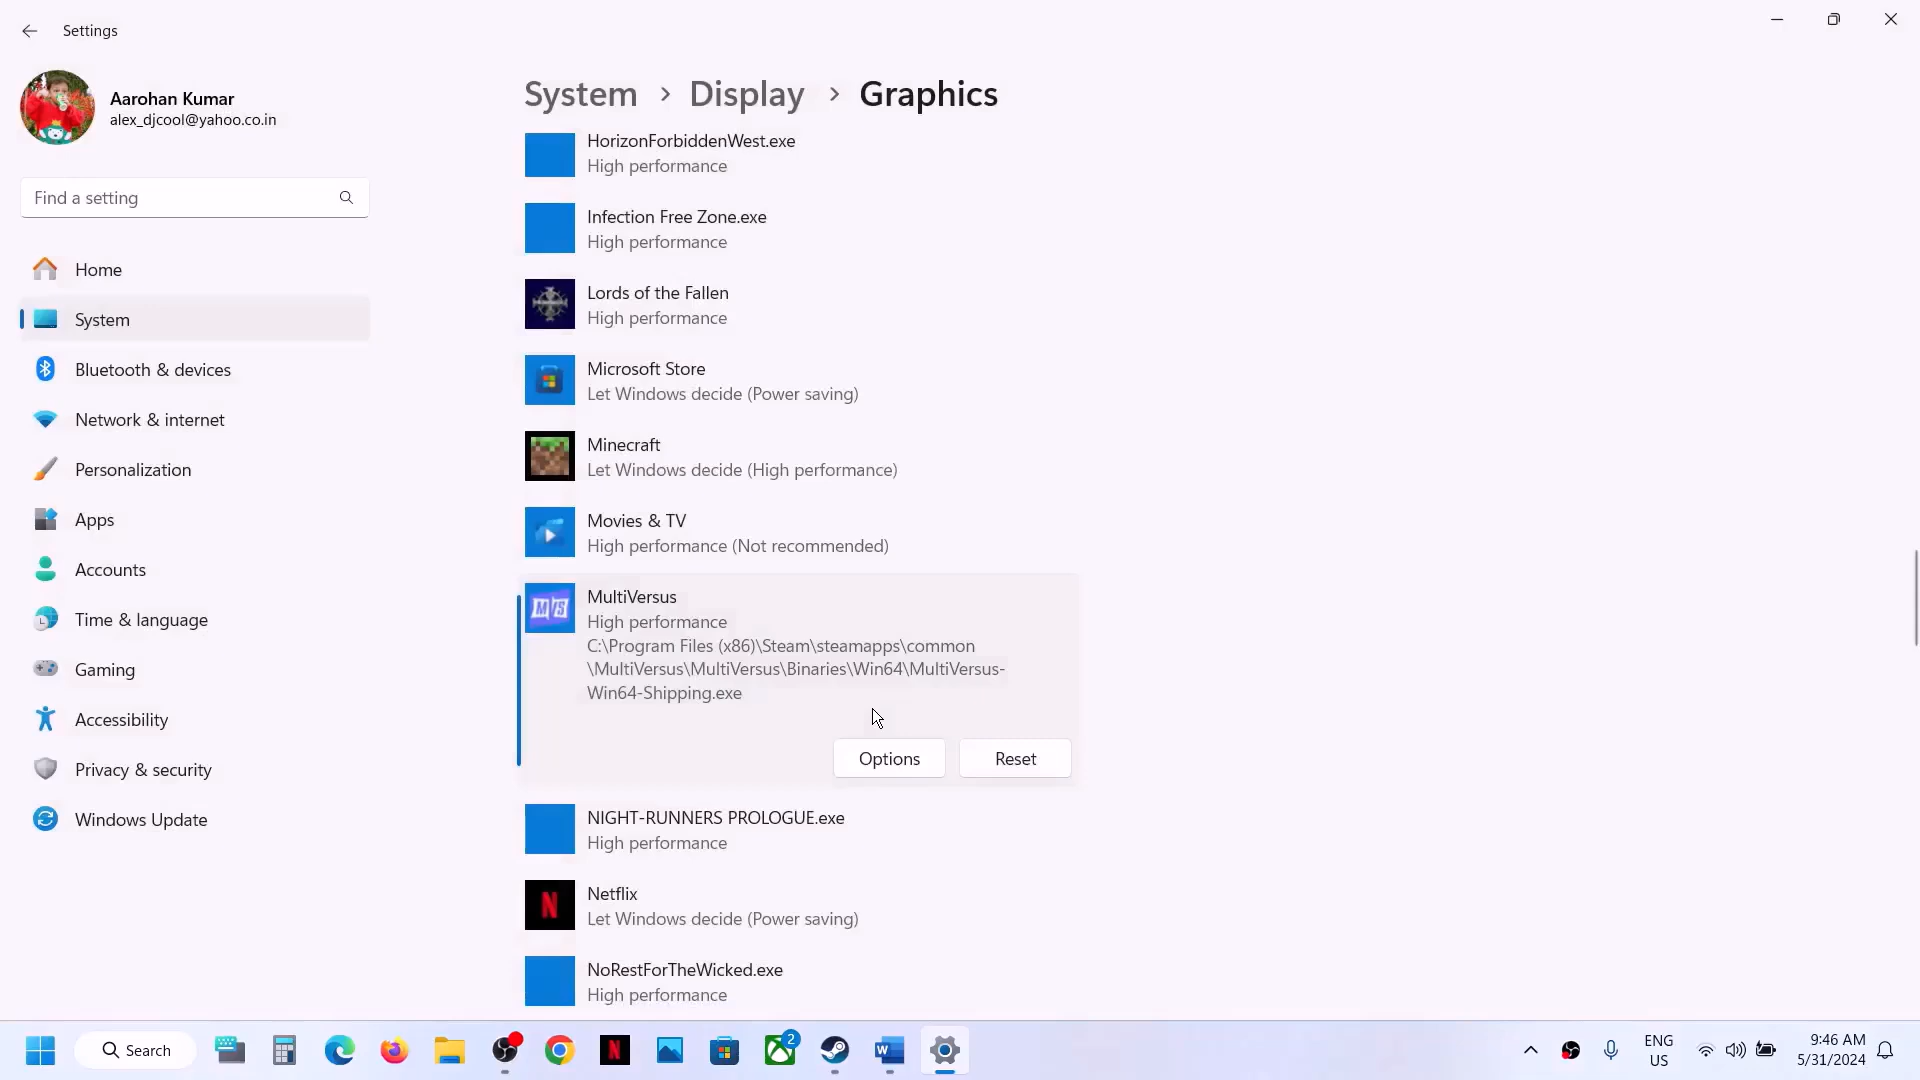 Settings
Aarohan Kumar
alex_djcool@yahoo.co.in
Find a setting
Home
System
Bluetooth & devices
Network & internet
Personalization
Apps
Accounts
Time & language
Gaming
Accessibility
Privacy & security
Windows Update
System > Display > Graphics
HorizonForbiddenWest.exe
High performance
Infection Free Zone.exe
High performance
Lords of the Fallen
High performance
Microsoft Store
Let Windows decide (Power saving)
Minecraft
Let Windows decide (High performance)
Movies & TV
High performance (Not recommended)
MVS
MultiVersus
High performance
C:\Program Files (x86)\Steam\steamapps\common
\MultiVersus\MultiVersus\Binaries\Win64\MultiVersus-
Win64-Shipping.exe
Options Reset
NIGHT-RUNNERS PROLOGUE.exe
High performance
N
Netflix
Let Windows decide (Power saving)
NoRestForTheWicked.exe
High performance
Search
N
2
W
ENG
US
9:46 AM
5/31/2024